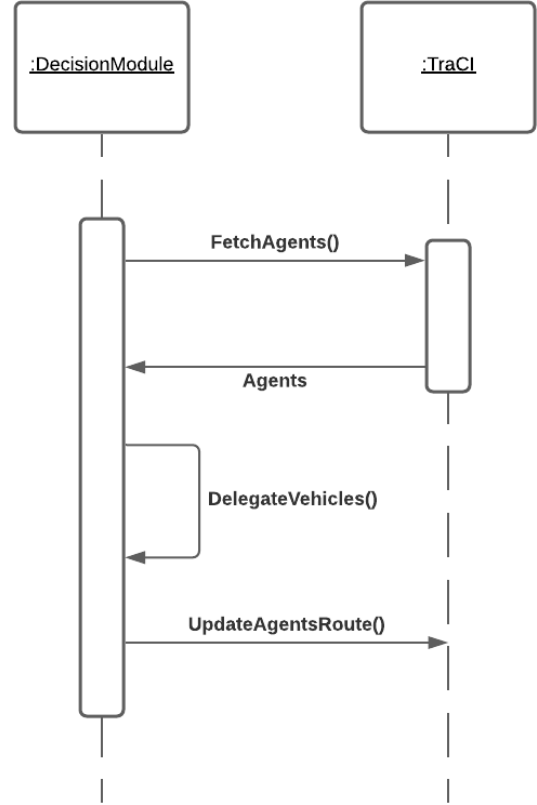 :DecisionModule
:TraCI
FetchAgents()
Agents
DelegateVehicles()
UpdateAgentsRoute()